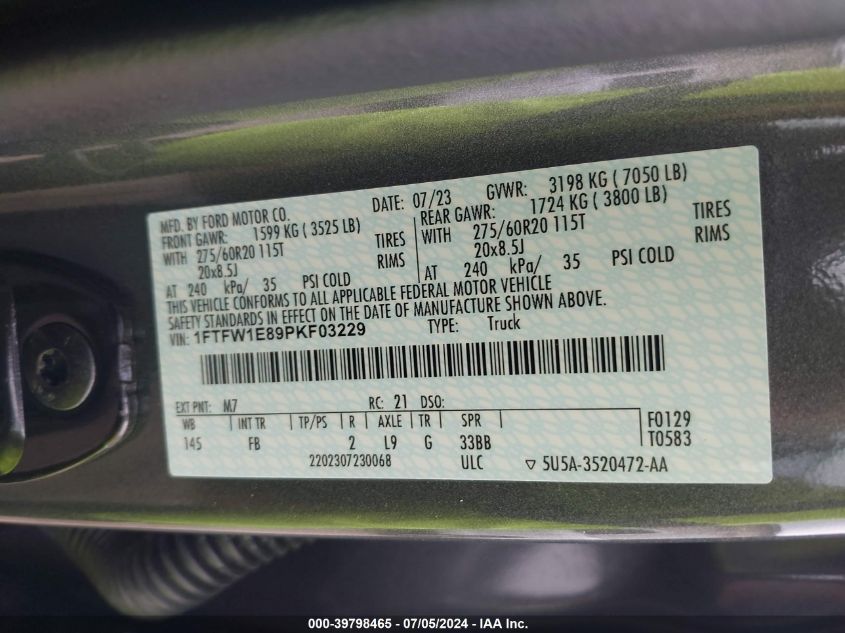 MFD. BY FORD MOTOR CO.
DATE: 07/23 GVWR: 3198 KG ( 7050 LB)
FRONT GAWR: 1599 KG ( 3525 LB)
REAR GAWR: 1724 KG ( 3800 LB)
WITH 275/60R20 115T TIRES
WITH 275/60R20 115T TIRES
20x8.5J RIMS
20x8.5J RIMS
AT 240 kPa/ 35 PSI COLD
AT 240 kPa/ 35 PSI COLD
THIS VEHICLE CONFORMS TO ALL APPLICABLE FEDERAL MOTOR VEHICLE
SAFETY STANDARDS IN EFFECT ON THE DATE OF MANUFACTURE SHOWN ABOVE.
VIN: 1FTFW1E89PKF03229 TYPE: Truck
EXT PNT: M7 RC: 21 DSO:
WB INT TR TP/PS R AXLE TR SPR
145 FB 2 L9 G 33BB
F0129
T0583
2202307230068 ULC ▽ 5U5A-3520472-AA
000-39798465 - 07/05/2024 - IAA Inc.